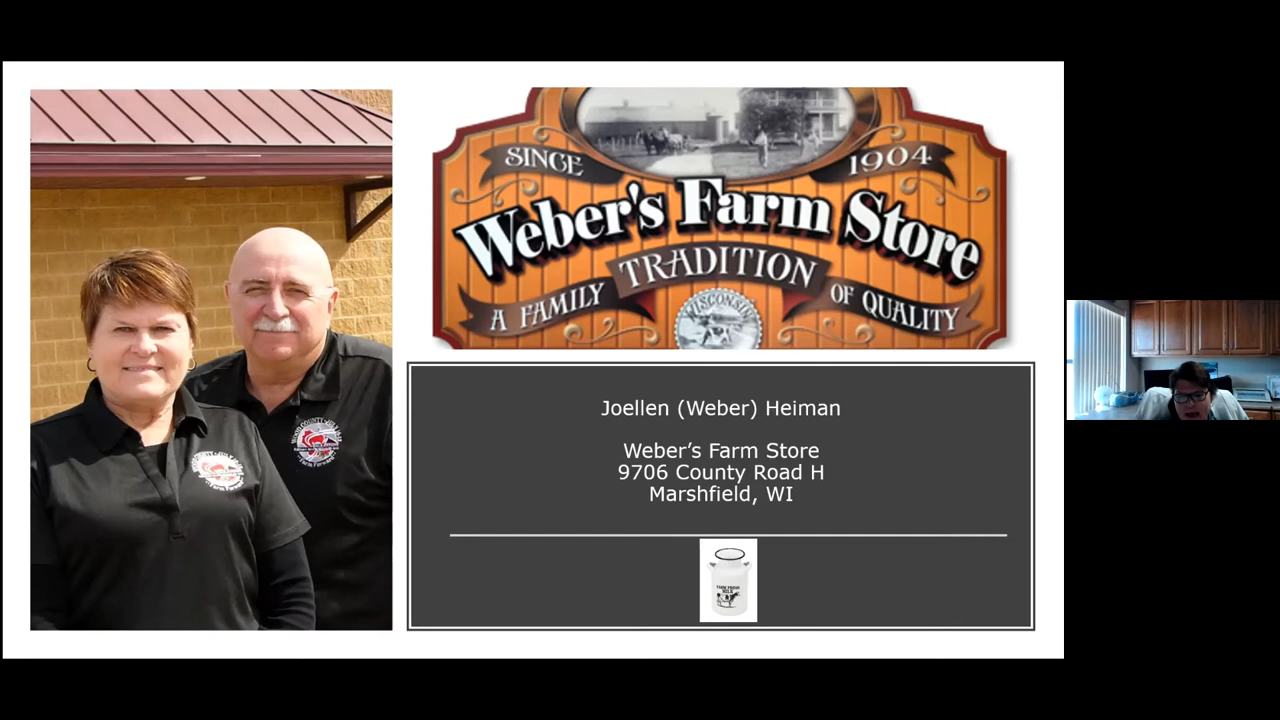 SINCE 1904
Weber's Farm Store
A FAMILY TRADITION OF QUALITY
WISCONSIN
Joellen (Weber) Heiman
Weber’s Farm Store
9706 County Road H
Marshfield, WI
MILK